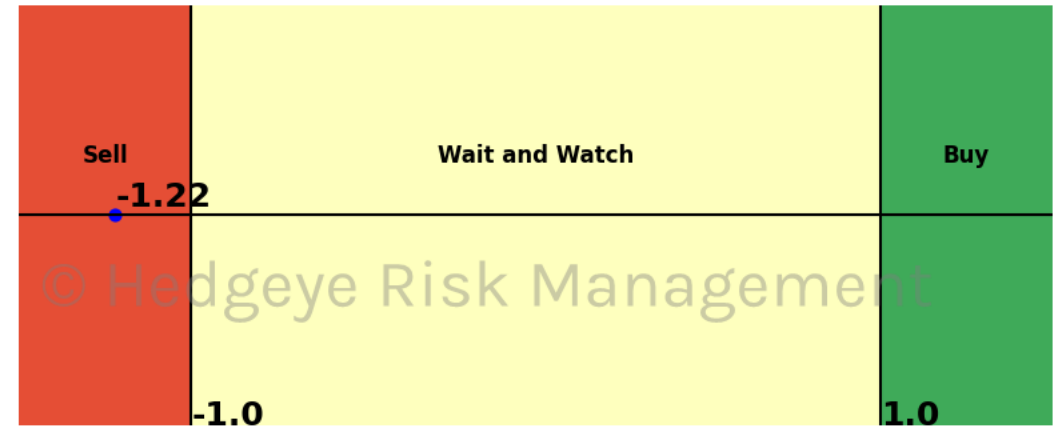 Sell
Wait and Watch
Buy
-1.22
© Hedgeye Risk Management
-1.0
1.0